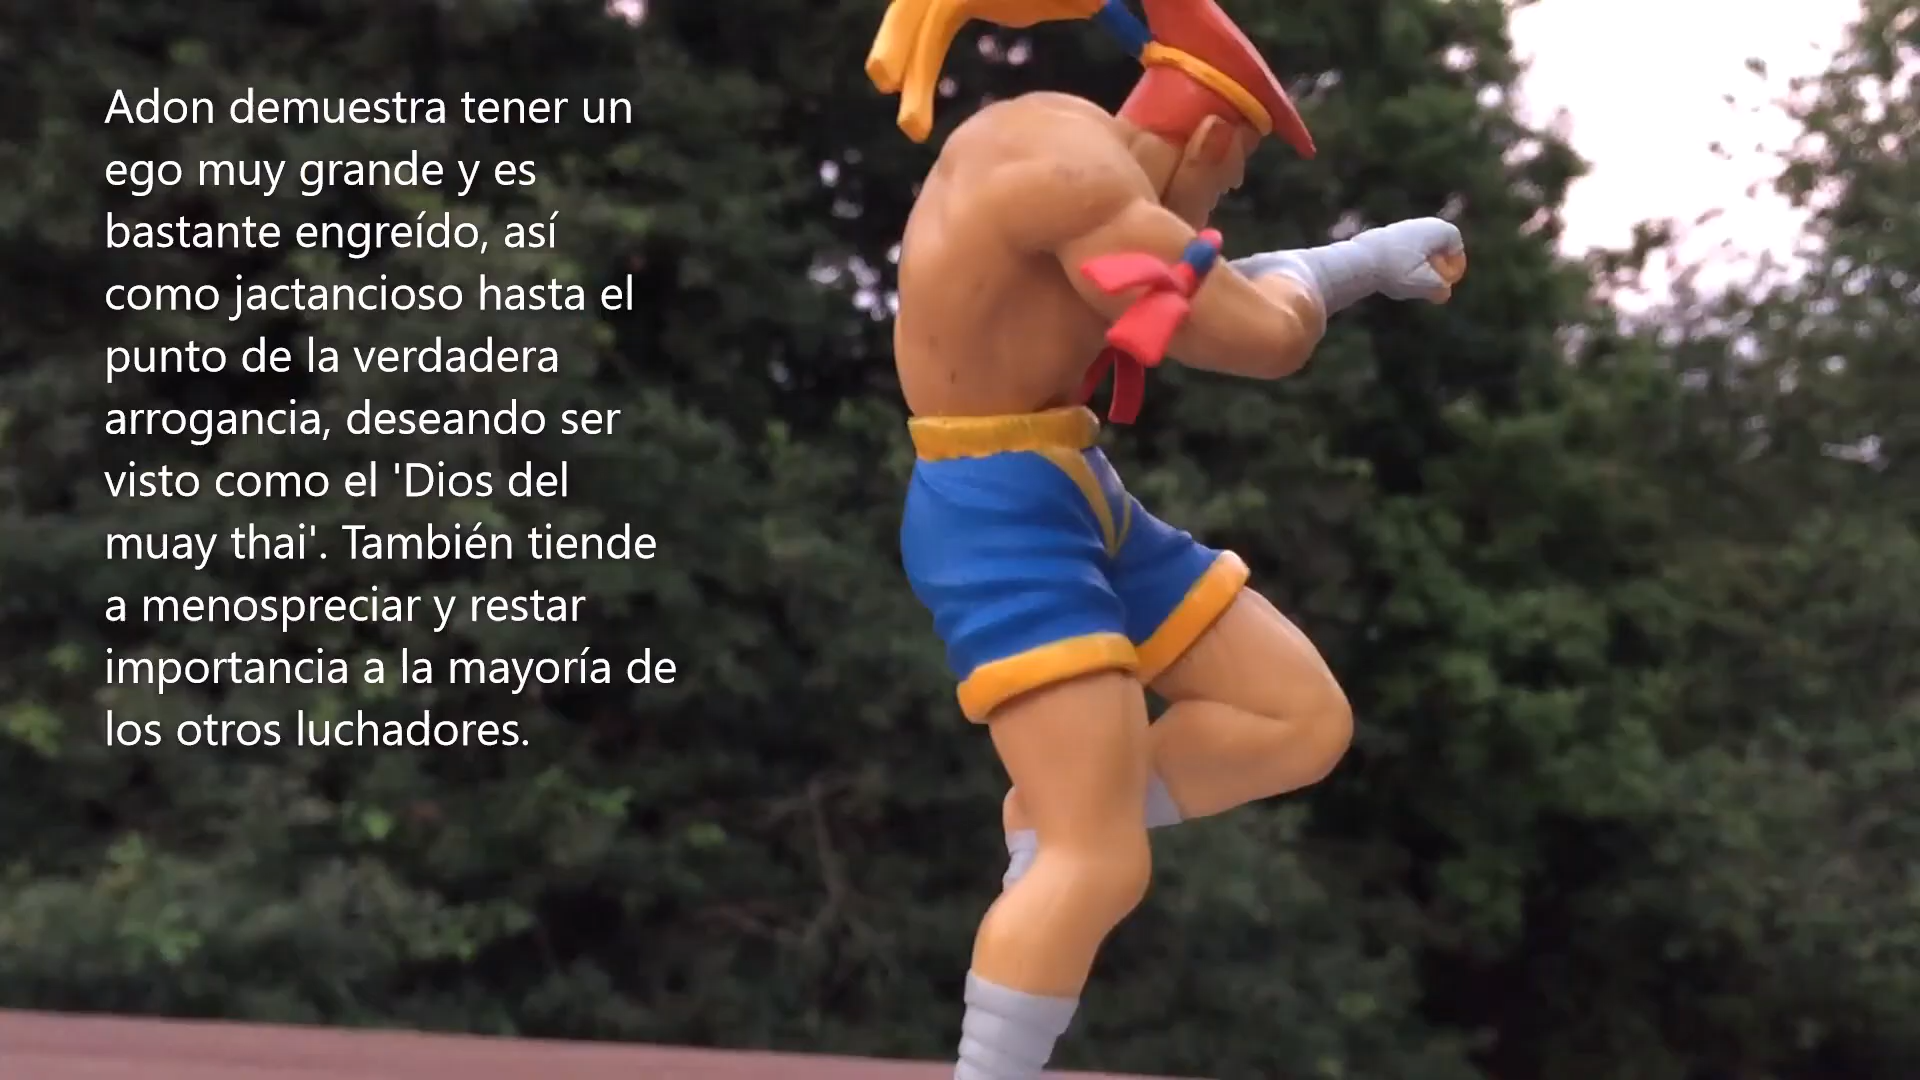 Adon demuestra tener un
ego muy grande y es
bastante engreído, así
como jactancioso hasta el
punto de la verdadera
arrogancia, deseando ser
visto como el 'Dios del
muay thai'. También tiende
a menospreciar y restar
importancia a la mayoría de
los otros luchadores.